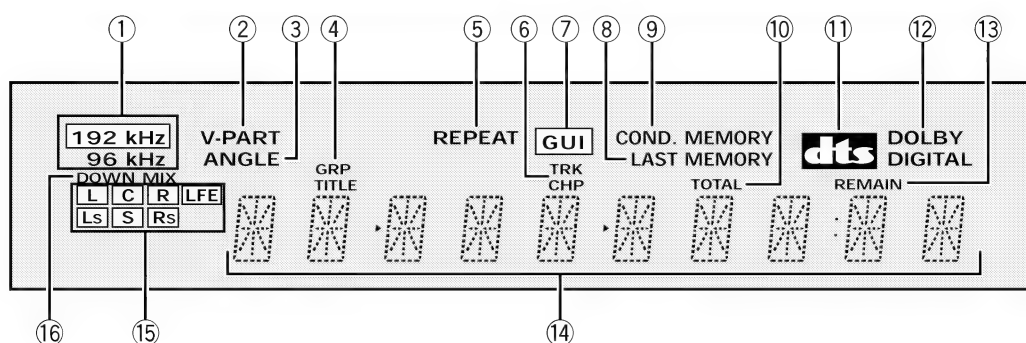 ① ② ③ ④ ⑤ ⑥ ⑦ ⑧ ⑨ ⑩ ⑪ ⑫ ⑬
192 kHz V-PART REPEAT GUI COND. MEMORY dts DOLBY
96 kHz ANGLE LAST MEMORY DIGITAL
DOWN MIX GRP TRK
TITLE CHP TOTAL REMAIN
L C R LFE
LS S RS
⑯ ⑮ ⑭